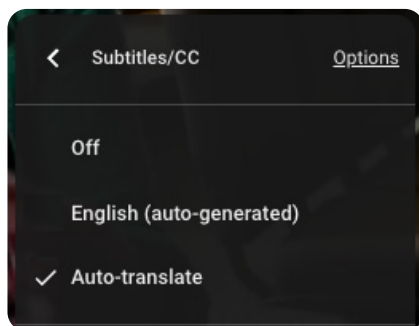 Subtitles/CC Options
Off
English (auto-generated)
Auto-translate